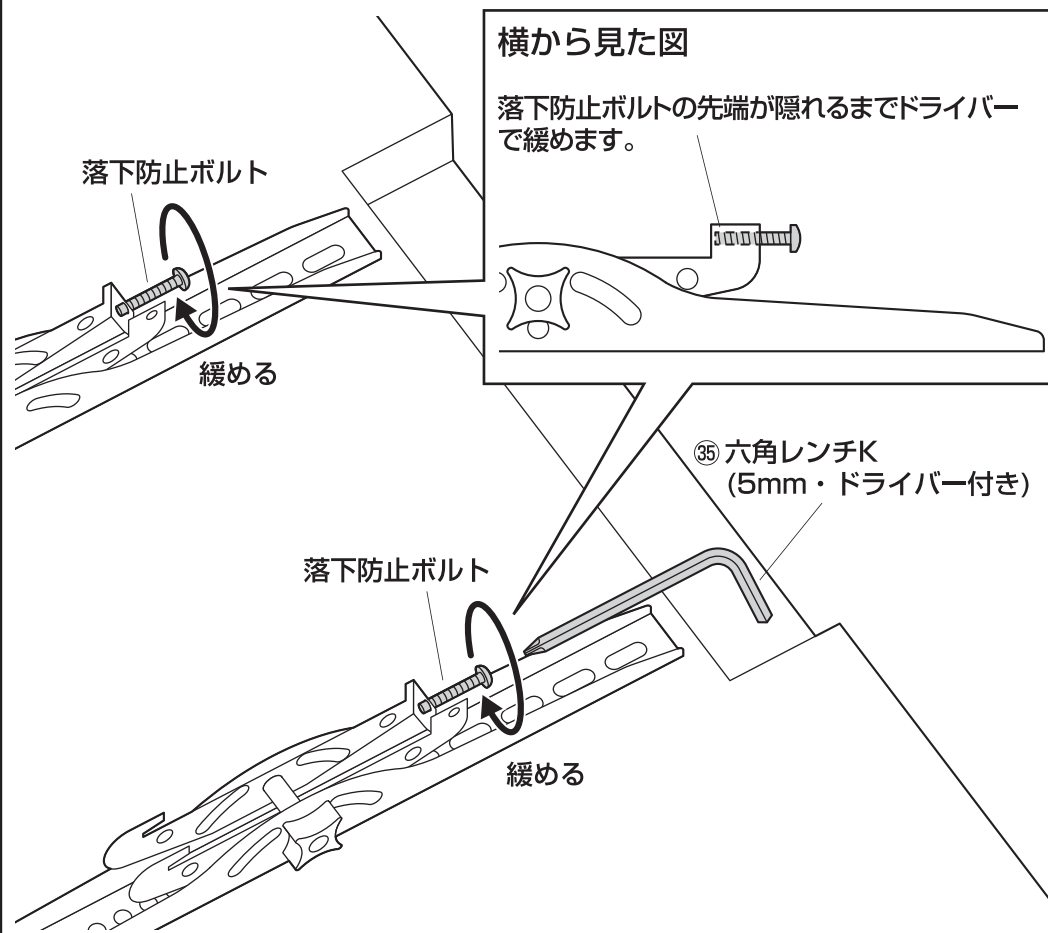 横から見た図
落下防止ボルトの先端が隠れるまでドライバー
で緩めます。
落下防止ボルト
緩める
㉟ 六角レンチK
(5mm・ドライバー付き)
落下防止ボルト
緩める